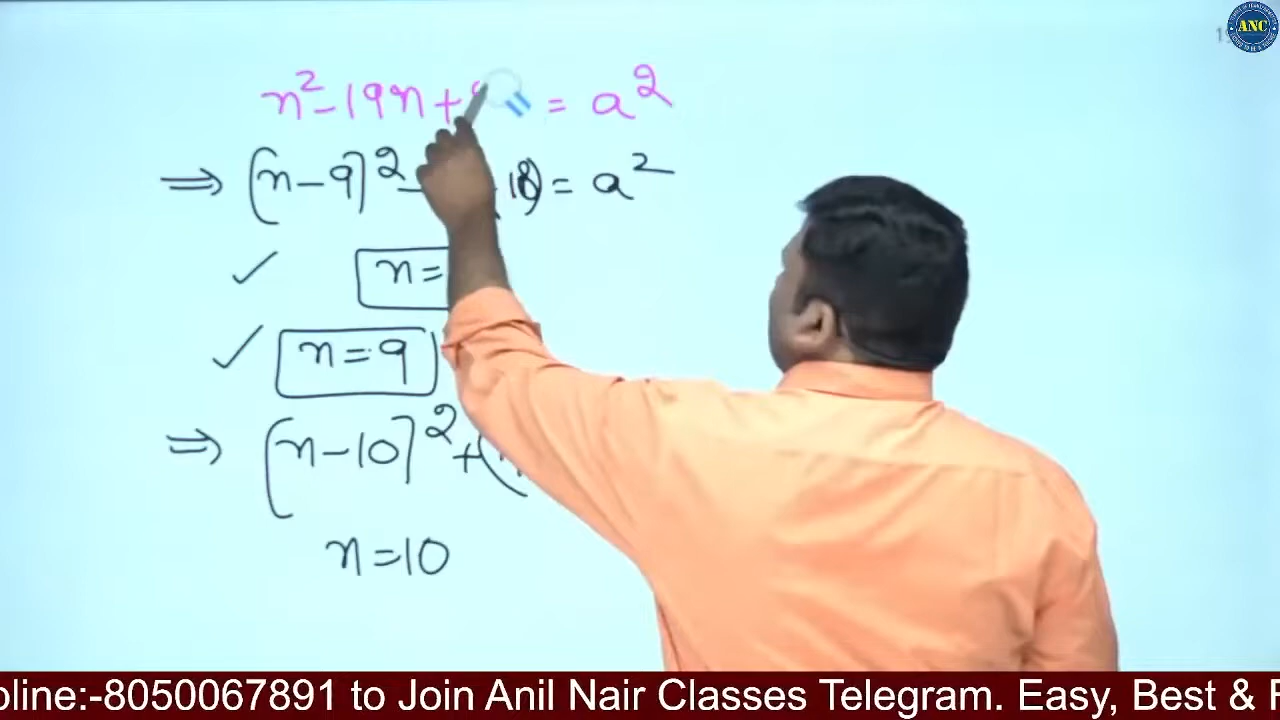 n²-19n+ = a²
⇒ (n-9)² - 18) = a²
✓ n=
✓ n=9
⇒ (n-10)² + (
n=10
ANC
pline:-8050067891 to Join Anil Nair Classes Telegram. Easy, Best & F